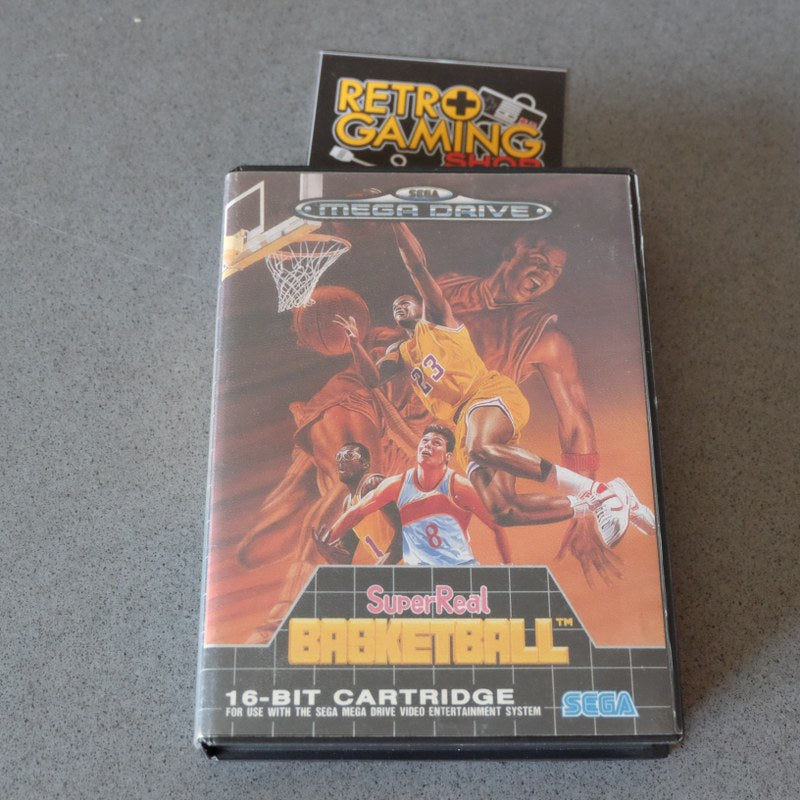 RETRO
GAMING
SHOP
SEGA
MEGA DRIVE
23
1
8
SuperReal
BASKETBALL™
16-BIT CARTRIDGE
FOR USE WITH THE SEGA MEGA DRIVE VIDEO ENTERTAINMENT SYSTEM
SEGA